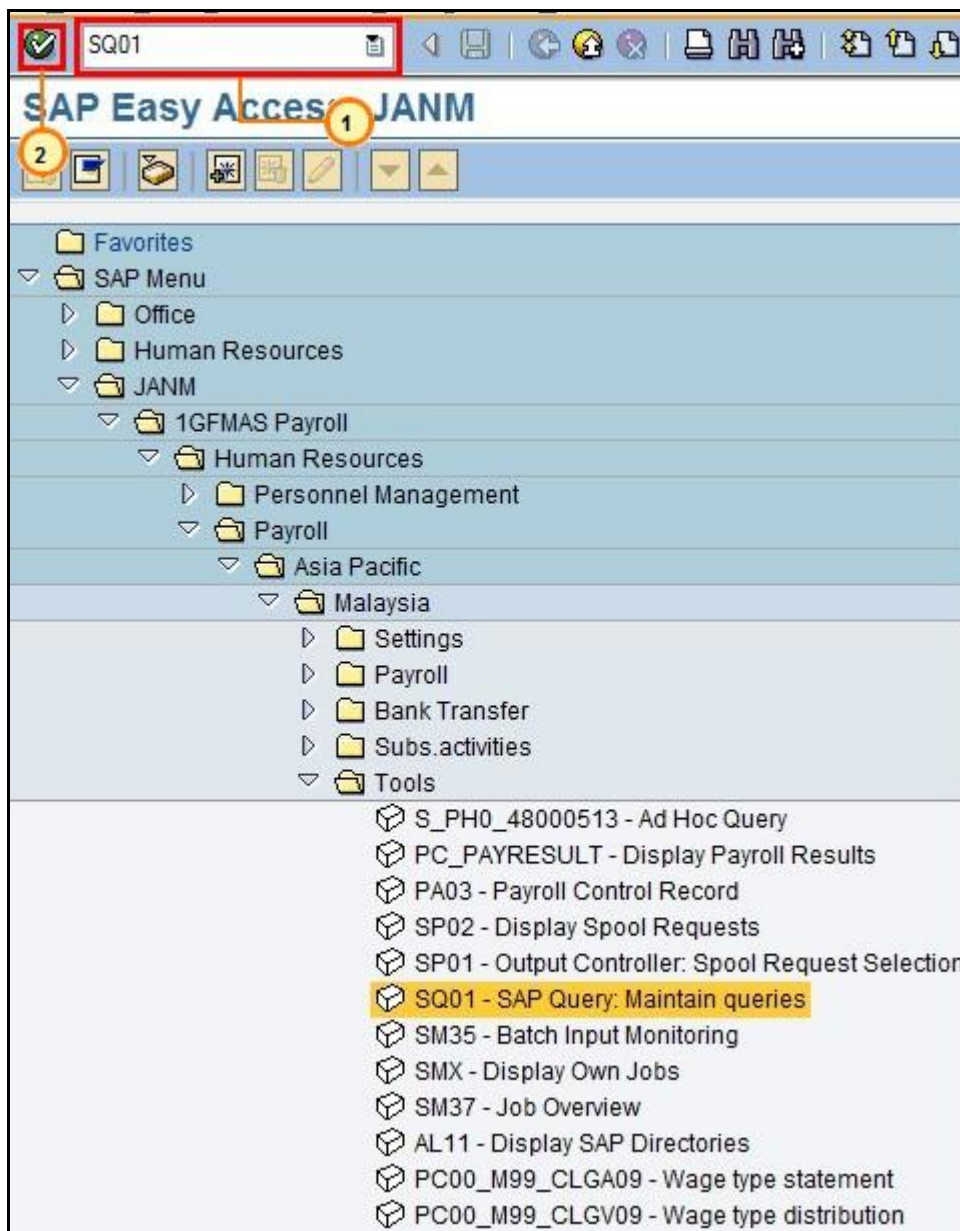 SQ01
SAP Easy Access JANM
1
2
Favorites
SAP Menu
Office
Human Resources
JANM
1GFMAS Payroll
Human Resources
Personnel Management
Payroll
Asia Pacific
Malaysia
Settings
Payroll
Bank Transfer
Subs.activities
Tools
S_PH0_48000513 - Ad Hoc Query
PC_PAYRESULT - Display Payroll Results
PA03 - Payroll Control Record
SP02 - Display Spool Requests
SP01 - Output Controller: Spool Request Selection
SQ01 - SAP Query: Maintain queries
SM35 - Batch Input Monitoring
SMX - Display Own Jobs
SM37 - Job Overview
AL11 - Display SAP Directories
PC00_M99_CLGA09 - Wage type statement
PC00_M99_CLGV09 - Wage type distribution